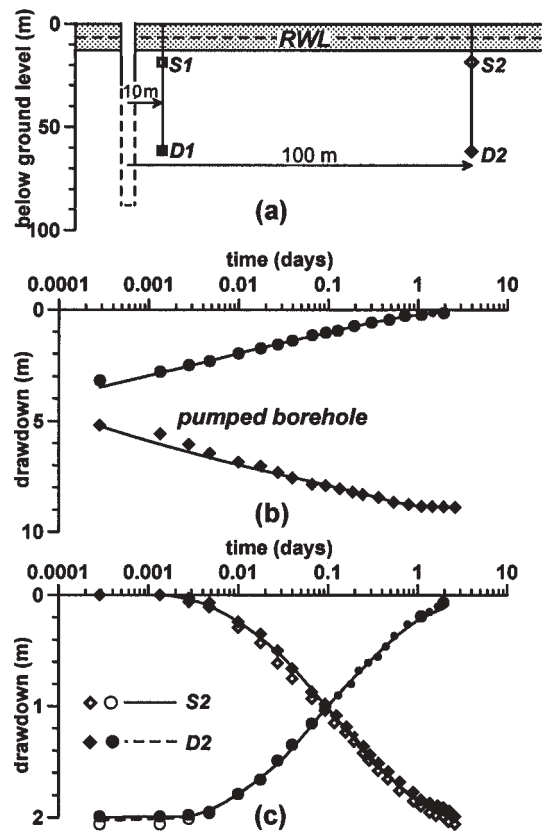 0
50
100
below ground level (m)
RWL
S1
S2
10m
D1
D2
100 m
(a)
time (days)
0.0001 0.001 0.01 0.1 1 10
0
5
10
drawdown (m)
pumped borehole
(b)
time (days)
0.0001 0.001 0.01 0.1 1 10
0
1
2
drawdown (m)
S2
D2
(c)